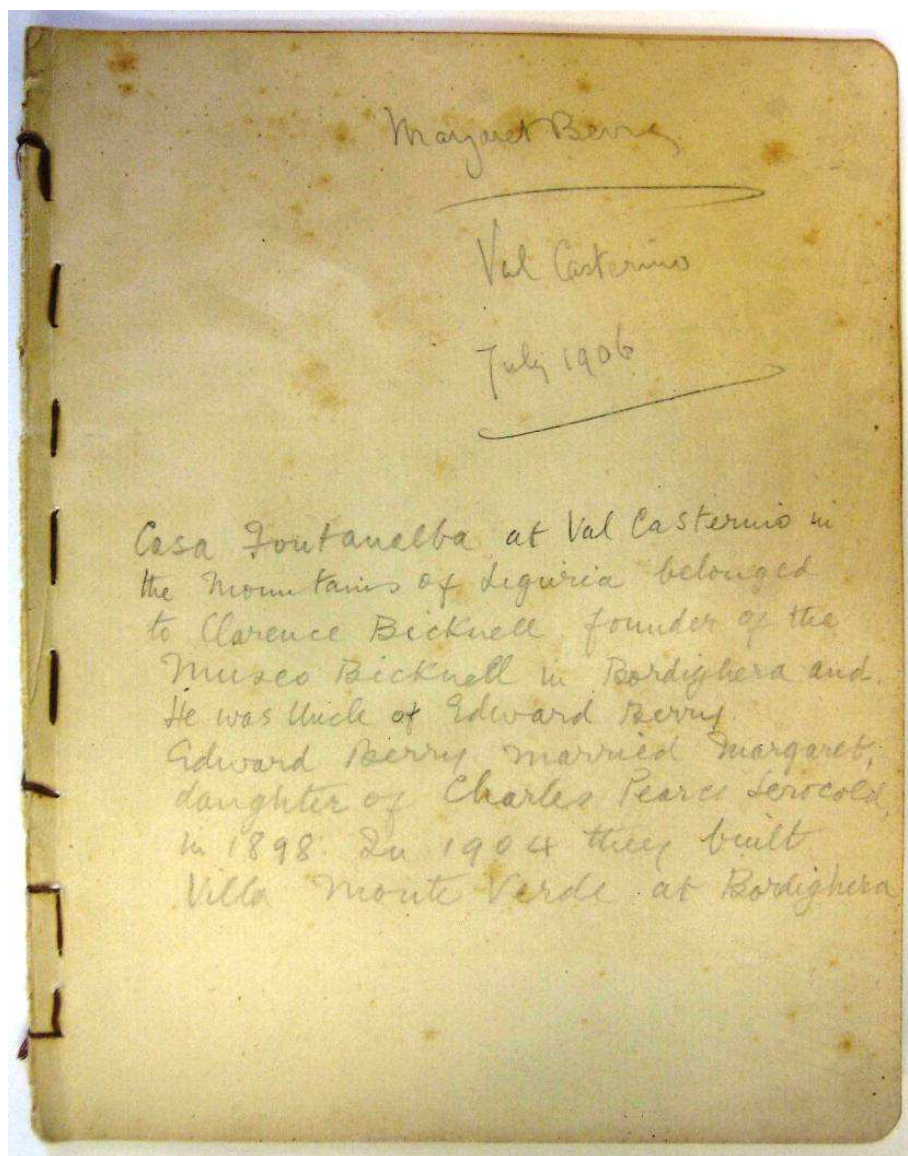 Margaret Berry
Val Casterino
July 1906
Casa Fontanalba at Val Casterino in
the Mountains of Liguria belonged
to Clarence Bicknell founder of the
Museo Bicknell in Bordighera and.
He was Uncle of Edward Berry.
Edward Berry married Margaret,
daughter of Charles Pearce Serocold,
in 1898. In 1904 they built
Villa Monte Verde at Bordighera